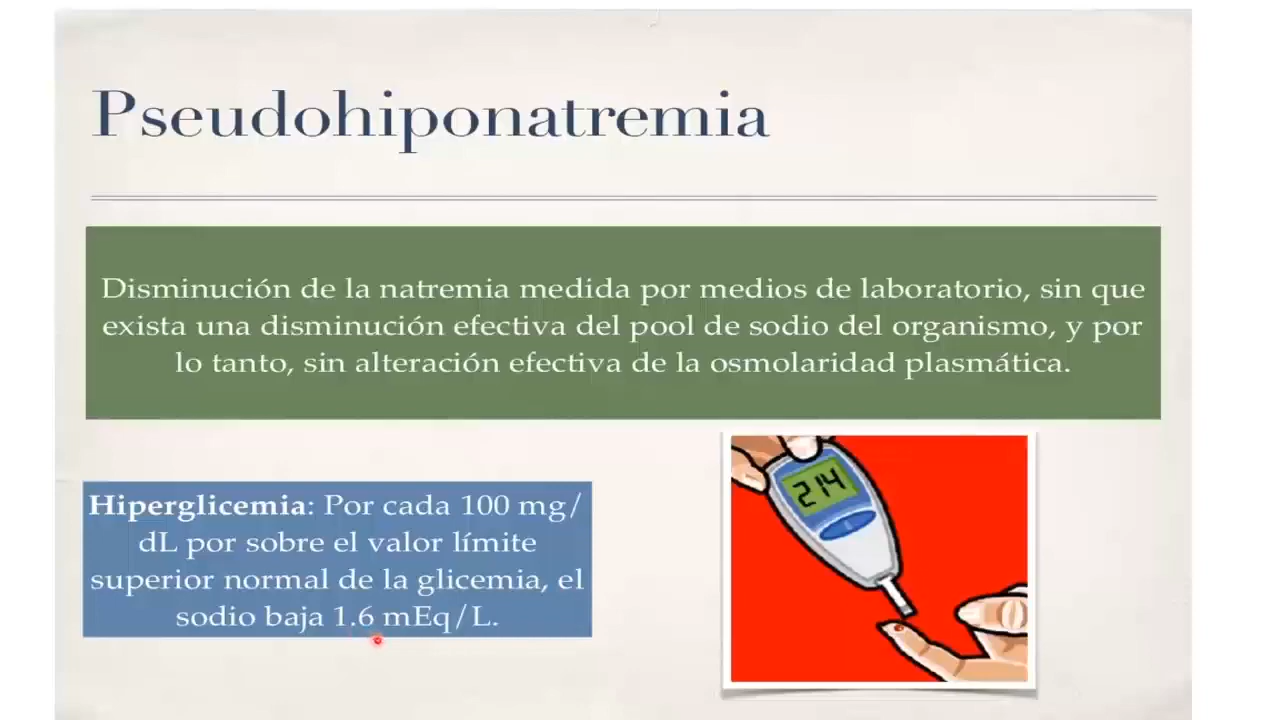 Pseudohiponatremia
Disminución de la natremia medida por medios de laboratorio, sin que
exista una disminución efectiva del pool de sodio del organismo, y por
lo tanto, sin alteración efectiva de la osmolaridad plasmática.
Hiperglicemia: Por cada 100 mg/
dL por sobre el valor límite
superior normal de la glicemia, el
sodio baja 1.6 mEq/L.
214